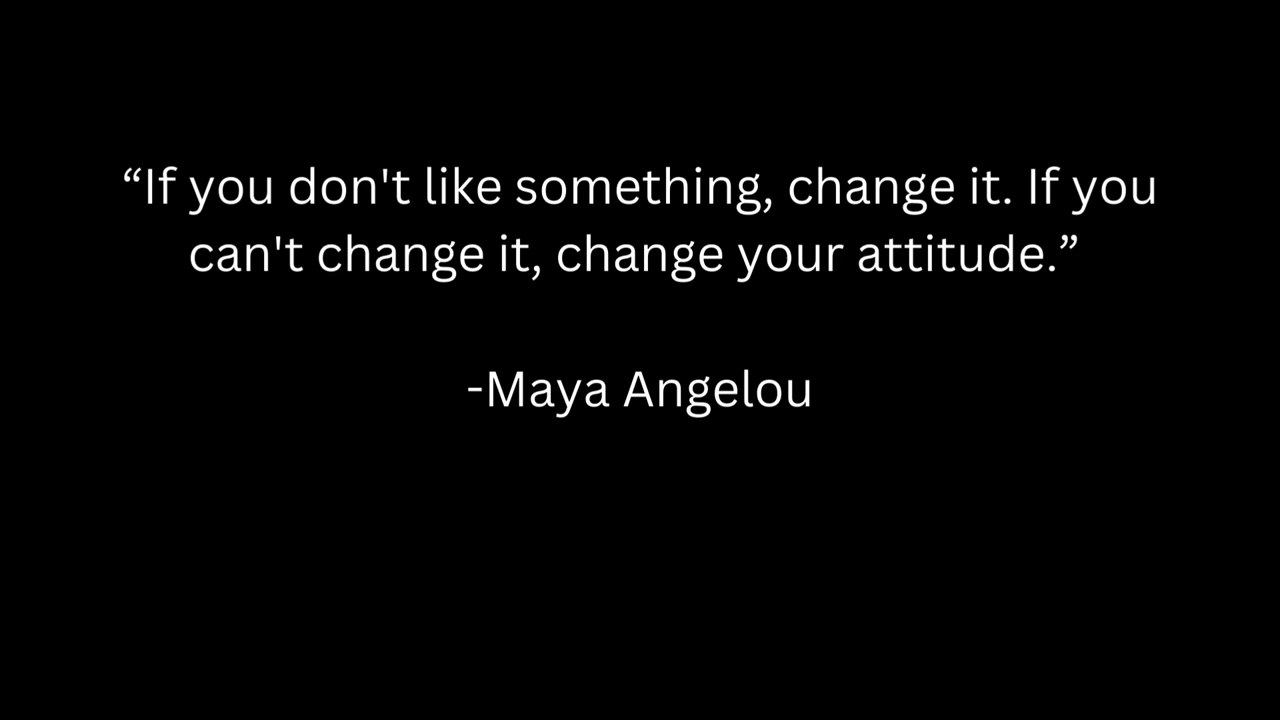 “If you don't like something, change it. If you
can't change it, change your attitude.”
-Maya Angelou